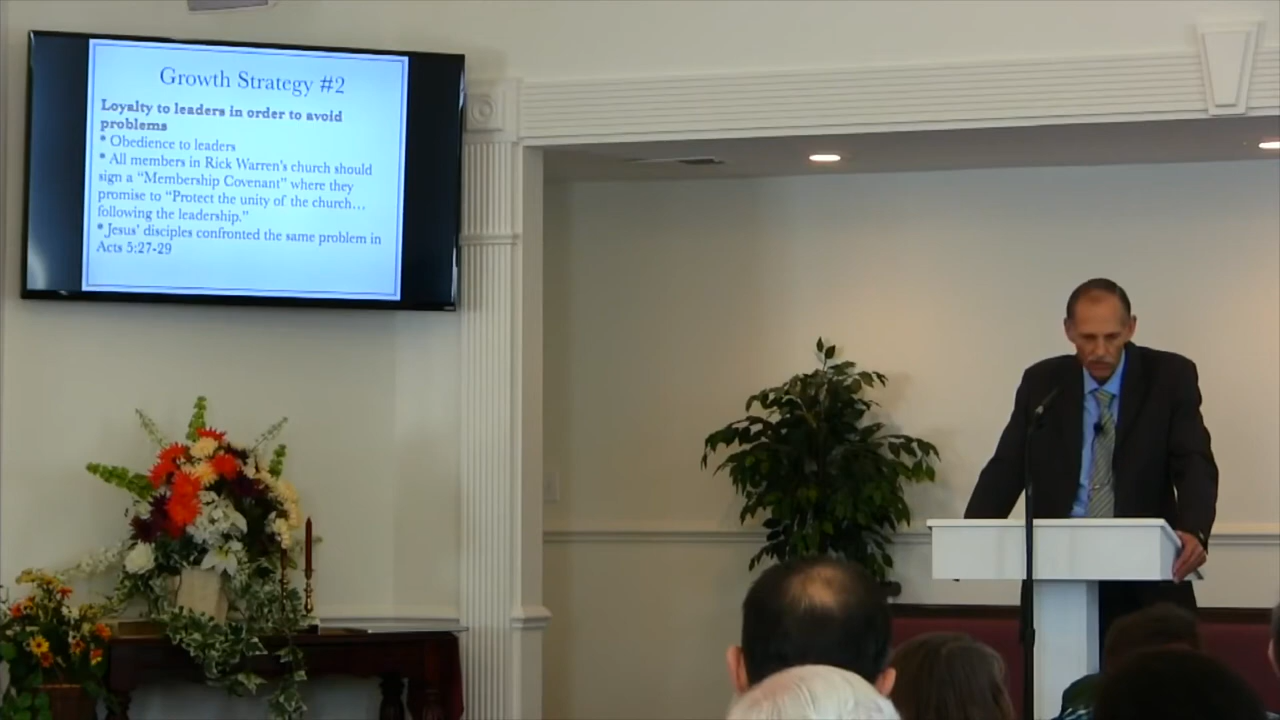 Growth Strategy #2
Loyalty to leaders in order to avoid
problems
* Obedience to leaders
* All members in Rick Warren's church should
sign a “Membership Covenant” where they
promise to “Protect the unity of the church…
following the leadership.”
* Jesus' disciples confronted the same problem in
Acts 5:27-29